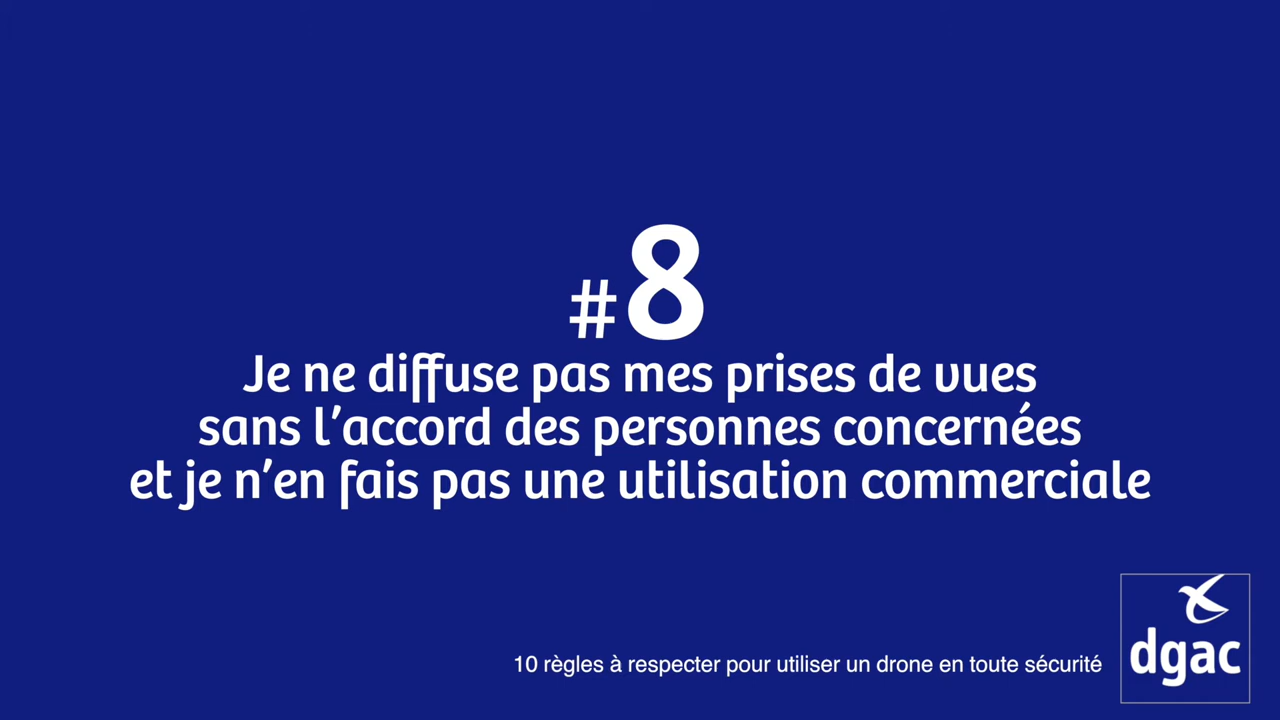 #8
Je ne diffuse pas mes prises de vues
sans l’accord des personnes concernées
et je n’en fais pas une utilisation commerciale
10 règles à respecter pour utiliser un drone en toute sécurité
dgac